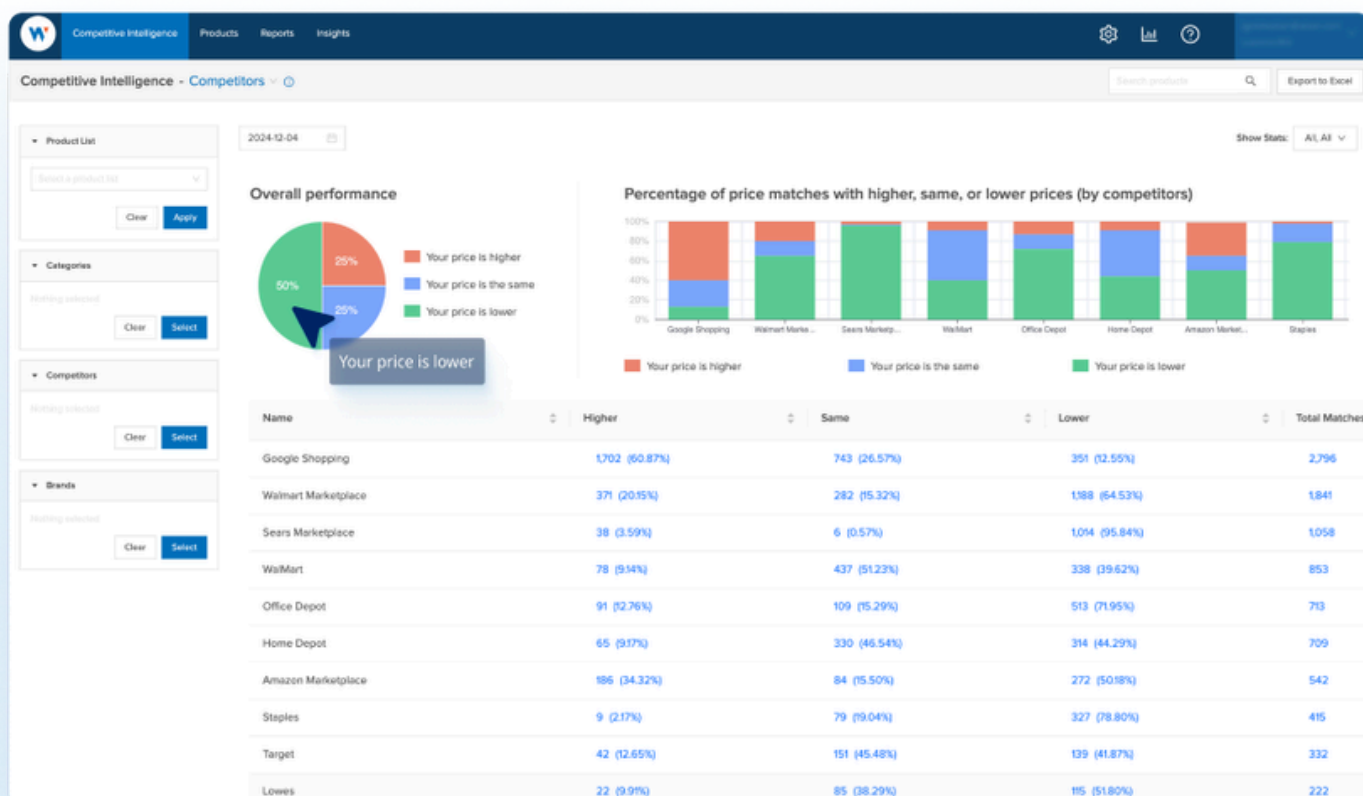 W
Competitive Intelligence Products Reports Insights
Competitive Intelligence - Competitors
Search products
Export to Excel
Product List
Select a product list
Clear Apply
Categories
Nothing selected
Clear Select
Competitors
Nothing selected
Clear Select
Brands
Nothing selected
Clear Select
2024-12-04
Show Stats: All, All
Overall performance
25%
50%
25%
Your price is higher
Your price is the same
Your price is lower
Your price is lower
Percentage of price matches with higher, same, or lower prices (by competitors)
100%
80%
60%
40%
20%
0%
Google Shopping Walmart Marke... Sears Marketp... WalMart Office Depot Home Depot Amazon Market... Staples
Your price is higher Your price is the same Your price is lower
Name Higher Same Lower Total Matches
Google Shopping 1,702 (60.87%) 743 (26.57%) 351 (12.55%) 2,796
Walmart Marketplace 371 (20.15%) 282 (15.32%) 1,188 (64.53%) 1,841
Sears Marketplace 38 (3.59%) 6 (0.57%) 1,014 (95.84%) 1,058
WalMart 78 (9.14%) 437 (51.23%) 338 (39.62%) 853
Office Depot 91 (12.76%) 109 (15.29%) 513 (71.95%) 713
Home Depot 65 (9.17%) 330 (46.54%) 314 (44.29%) 709
Amazon Marketplace 186 (34.32%) 84 (15.50%) 272 (50.18%) 542
Staples 9 (2.17%) 79 (19.04%) 327 (78.80%) 415
Target 42 (12.65%) 151 (45.48%) 139 (41.87%) 332
Lowes 22 (9.91%) 85 (38.29%) 115 (51.80%) 222